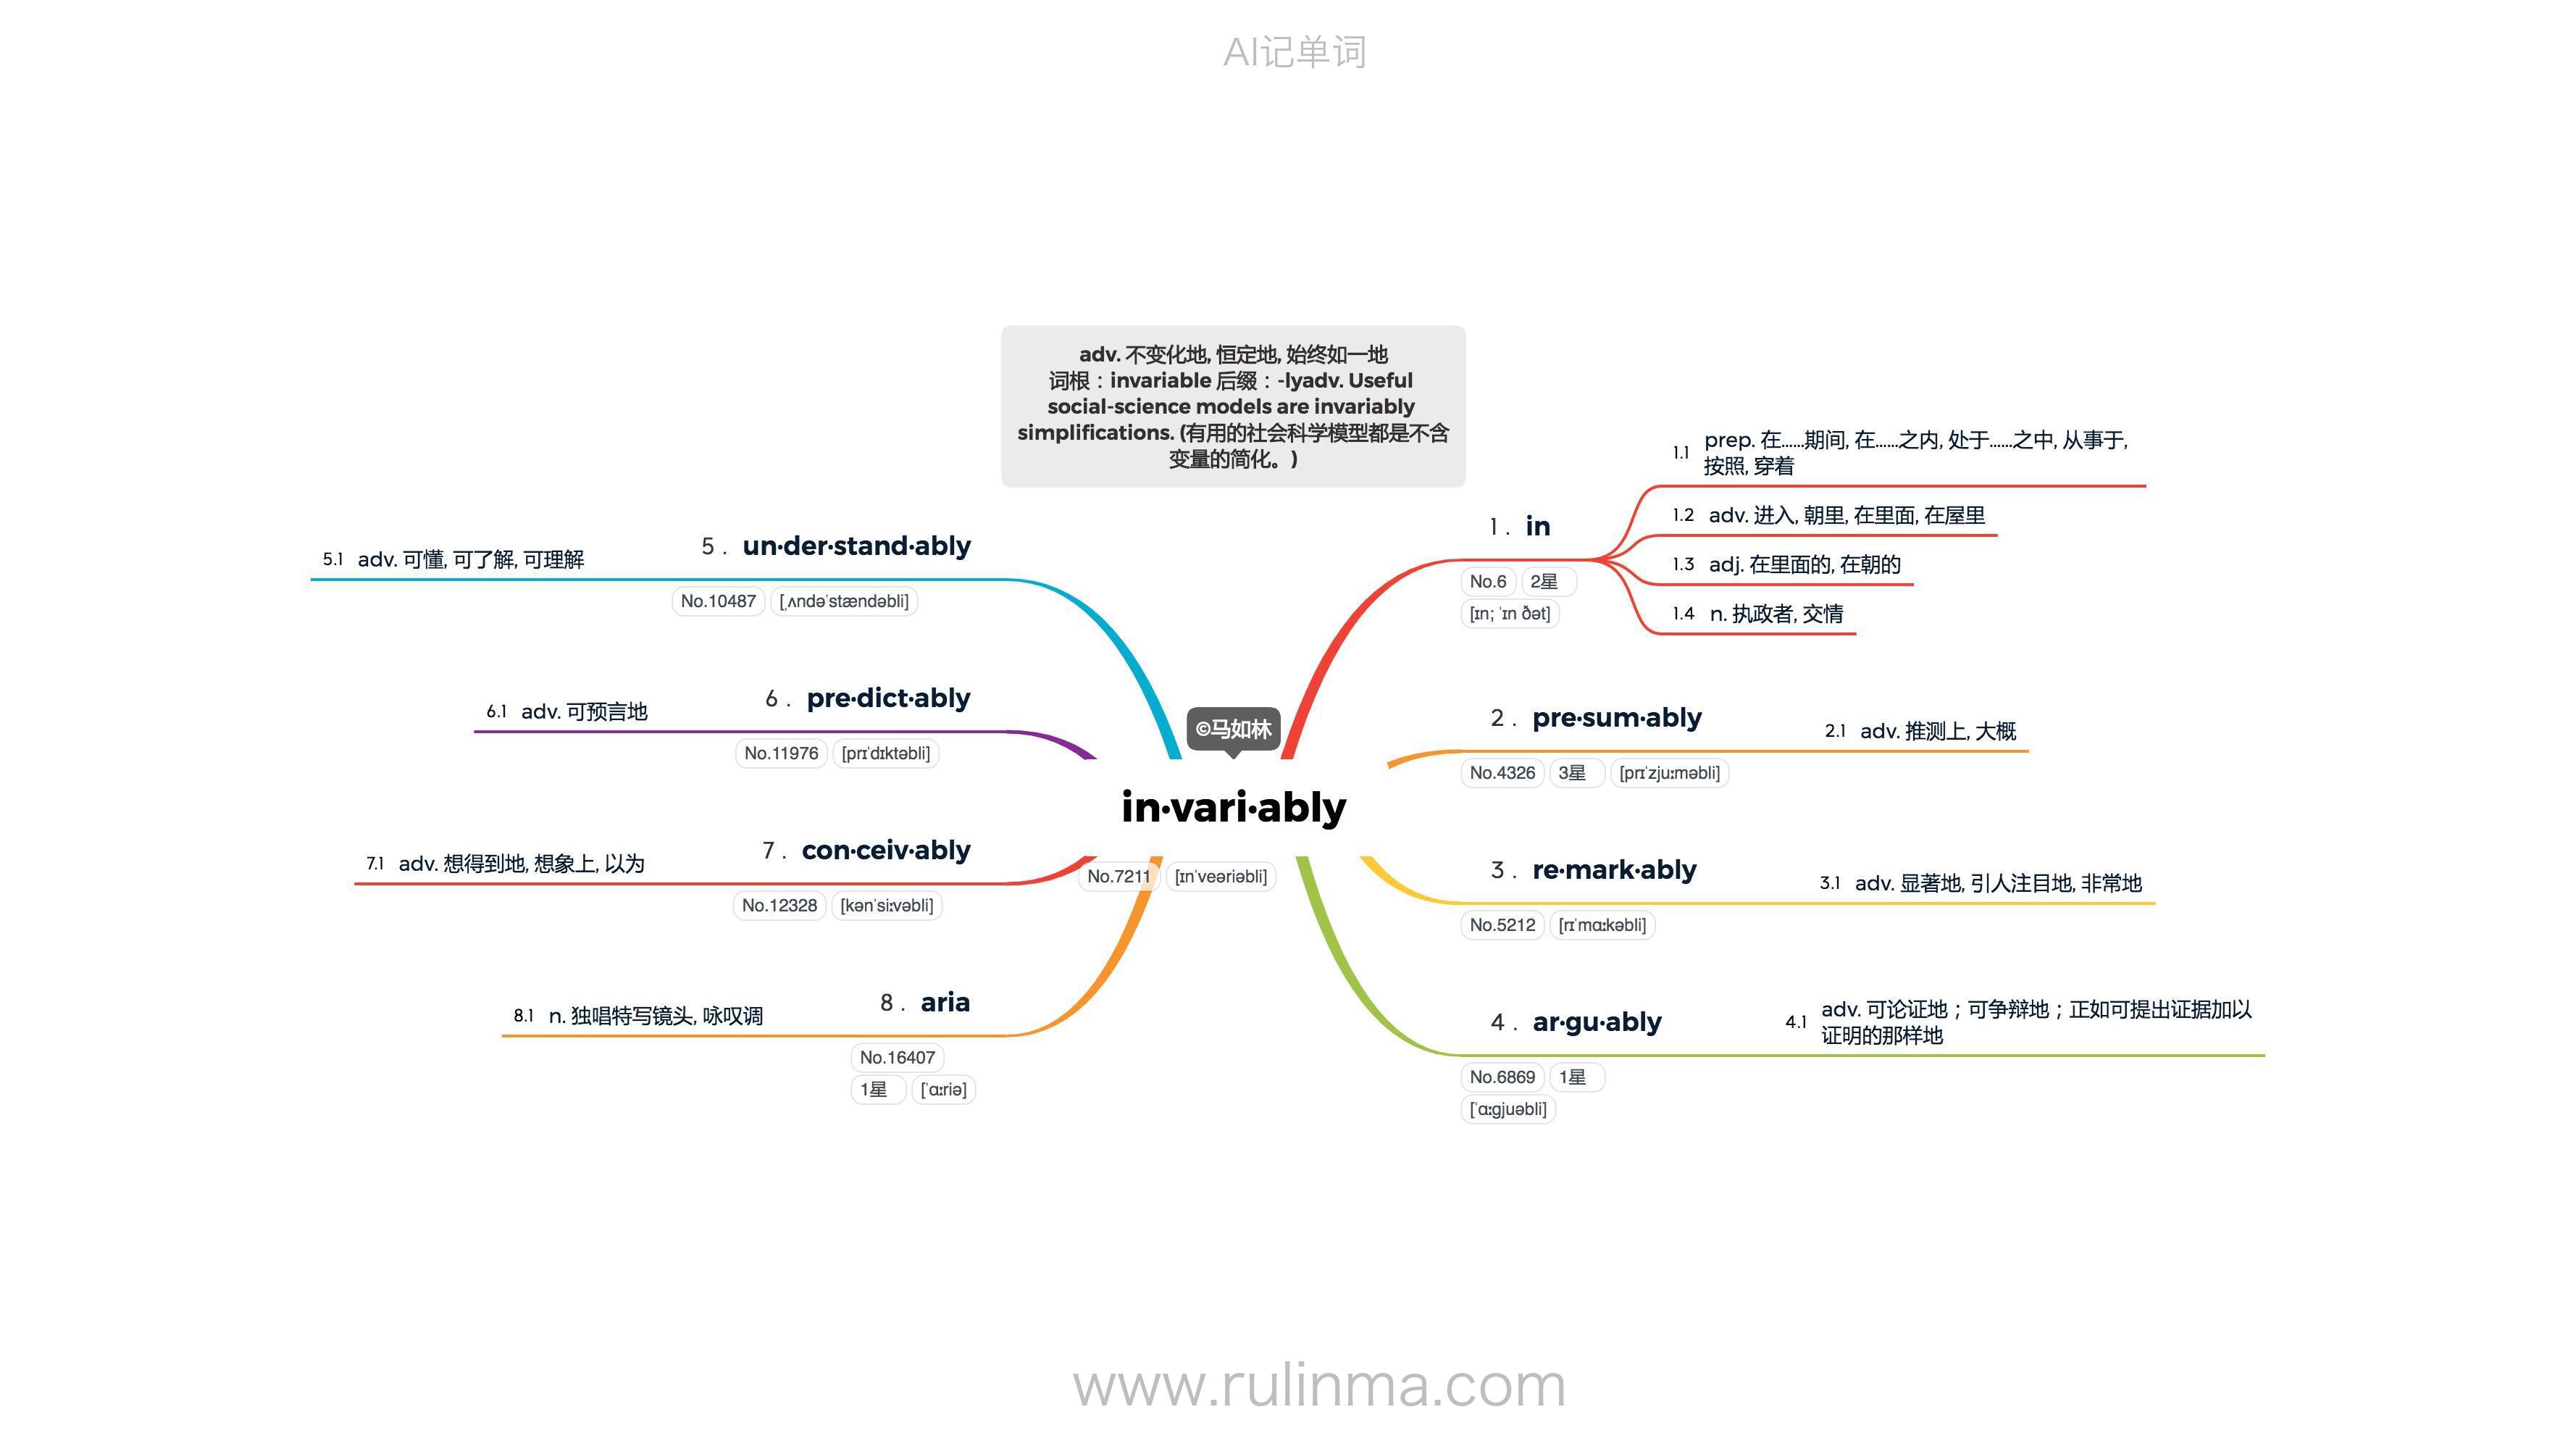 AI记单词
adv. 不变化地, 恒定地, 始终如一地
词根：invariable 后缀：-lyadv. Useful
social-science models are invariably
simplifications. (有用的社会科学模型都是不含
变量的简化。)
©马如林
in·vari·ably
No.7211 [ɪnˈveəriəbli]
1 . in
No.6 2星
[ɪn; ˈɪn ðət]
1.1 prep. 在……期间, 在……之内, 处于……之中, 从事于,
按照, 穿着
1.2 adv. 进入, 朝里, 在里面, 在屋里
1.3 adj. 在里面的, 在朝的
1.4 n. 执政者, 交情
2 . pre·sum·ably
No.4326 3星 [prɪˈzjuːməbli]
2.1 adv. 推测上, 大概
3 . re·mark·ably
No.5212 [rɪˈmɑːkəbli]
3.1 adv. 显著地, 引人注目地, 非常地
4 . ar·gu·ably
No.6869 1星
[ˈɑːgjuəbli]
4.1 adv. 可论证地；可争辩地；正如可提出证据加以
证明的那样地
5 . un·der·stand·ably
No.10487 [ˌʌndəˈstændəbli]
5.1 adv. 可懂, 可了解, 可理解
6 . pre·dict·ably
No.11976 [prɪˈdɪktəbli]
6.1 adv. 可预言地
7 . con·ceiv·ably
No.12328 [kənˈsiːvəbli]
7.1 adv. 想得到地, 想象上, 以为
8 . aria
No.16407
1星 [ˈɑːriə]
8.1 n. 独唱特写镜头, 咏叹调
www.rulinma.com